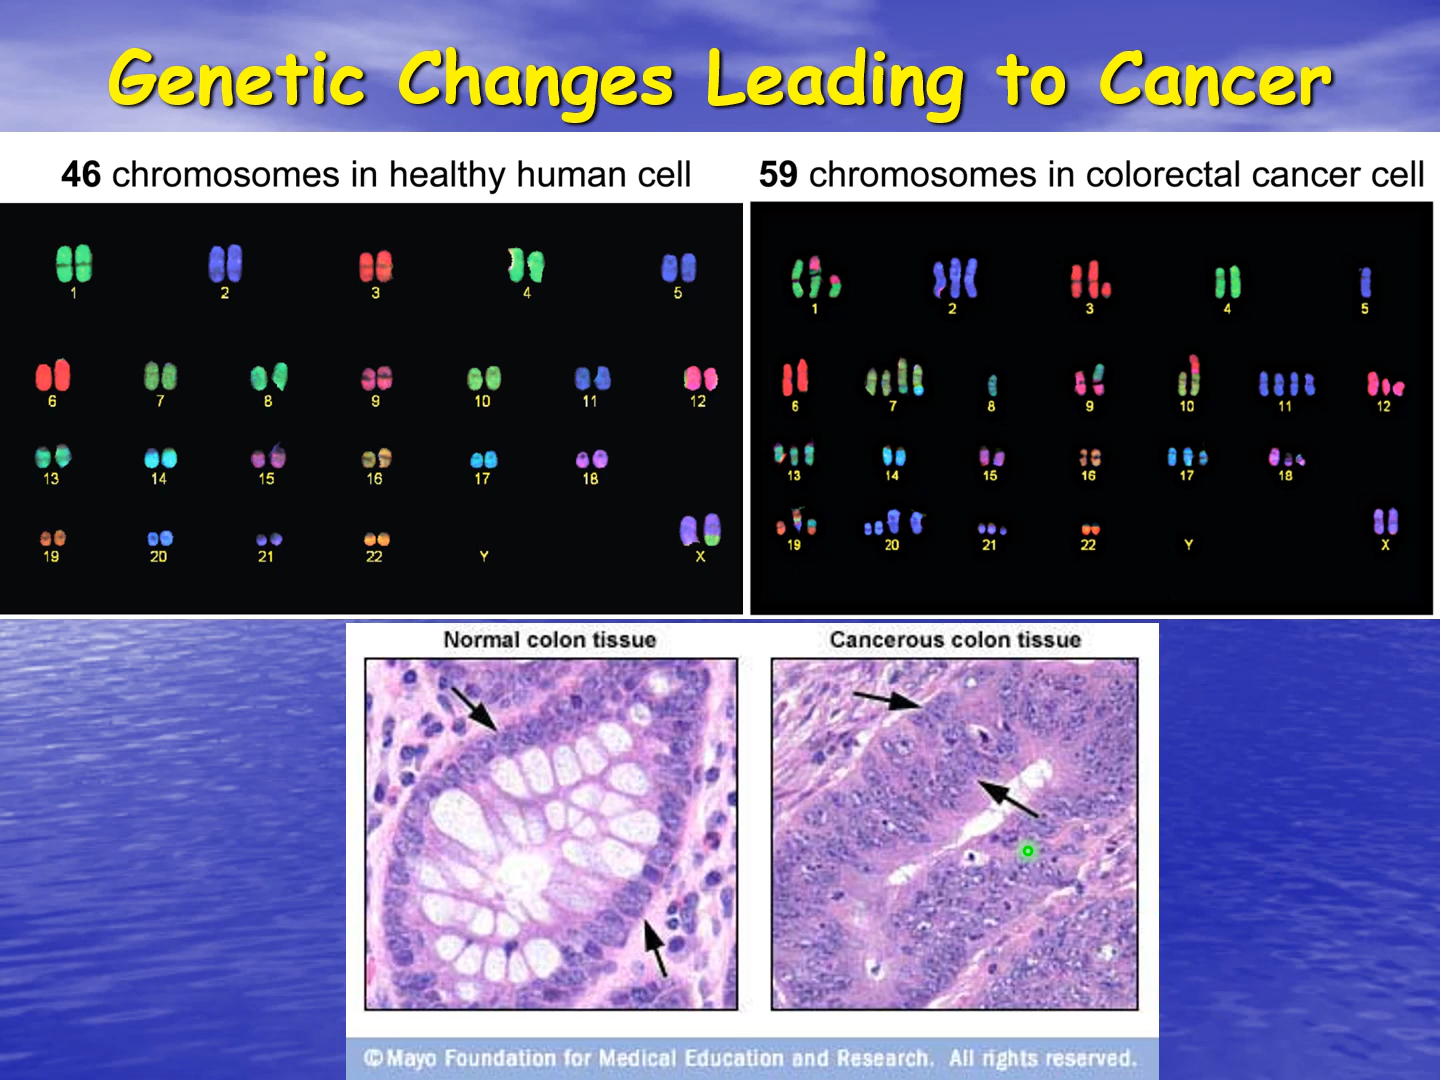 Genetic Changes Leading to Cancer
46 chromosomes in healthy human cell
1 2 3 4 5
6 7 8 9 10 11 12
13 14 15 16 17 18
19 20 21 22 Y X
59 chromosomes in colorectal cancer cell
1 2 3 4 5
6 7 8 9 10 11 12
13 14 15 16 17 18
19 20 21 22 Y X
Normal colon tissue
Cancerous colon tissue
© Mayo Foundation for Medical Education and Research. All rights reserved.